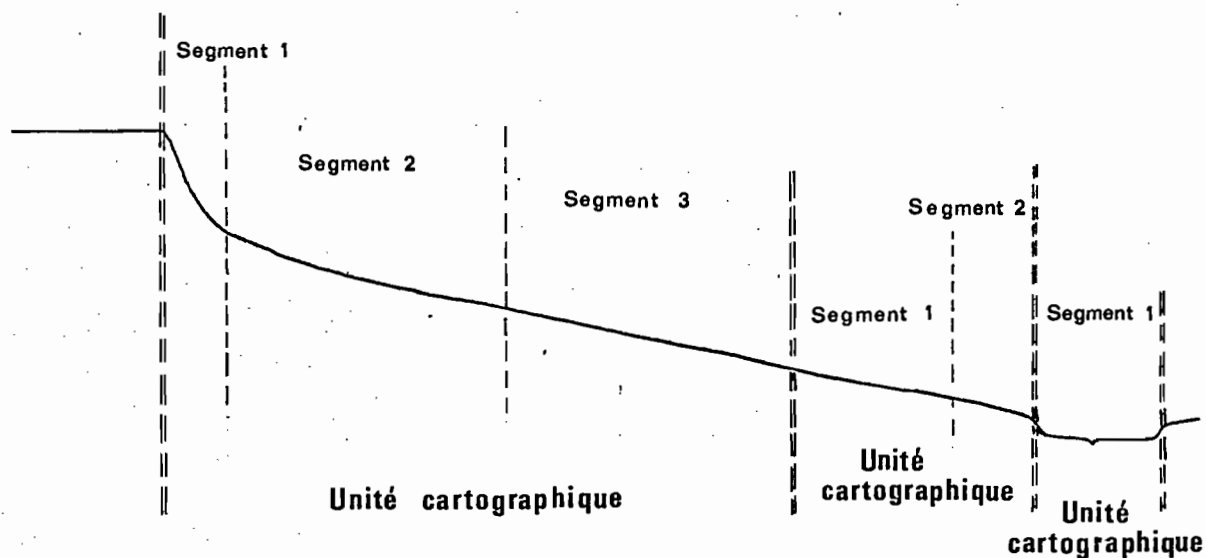 Segment 1
Segment 2
Segment 3
Segment 2
Segment 1
Segment 1
Unité cartographique
Unité
cartographique
Unité
cartographique